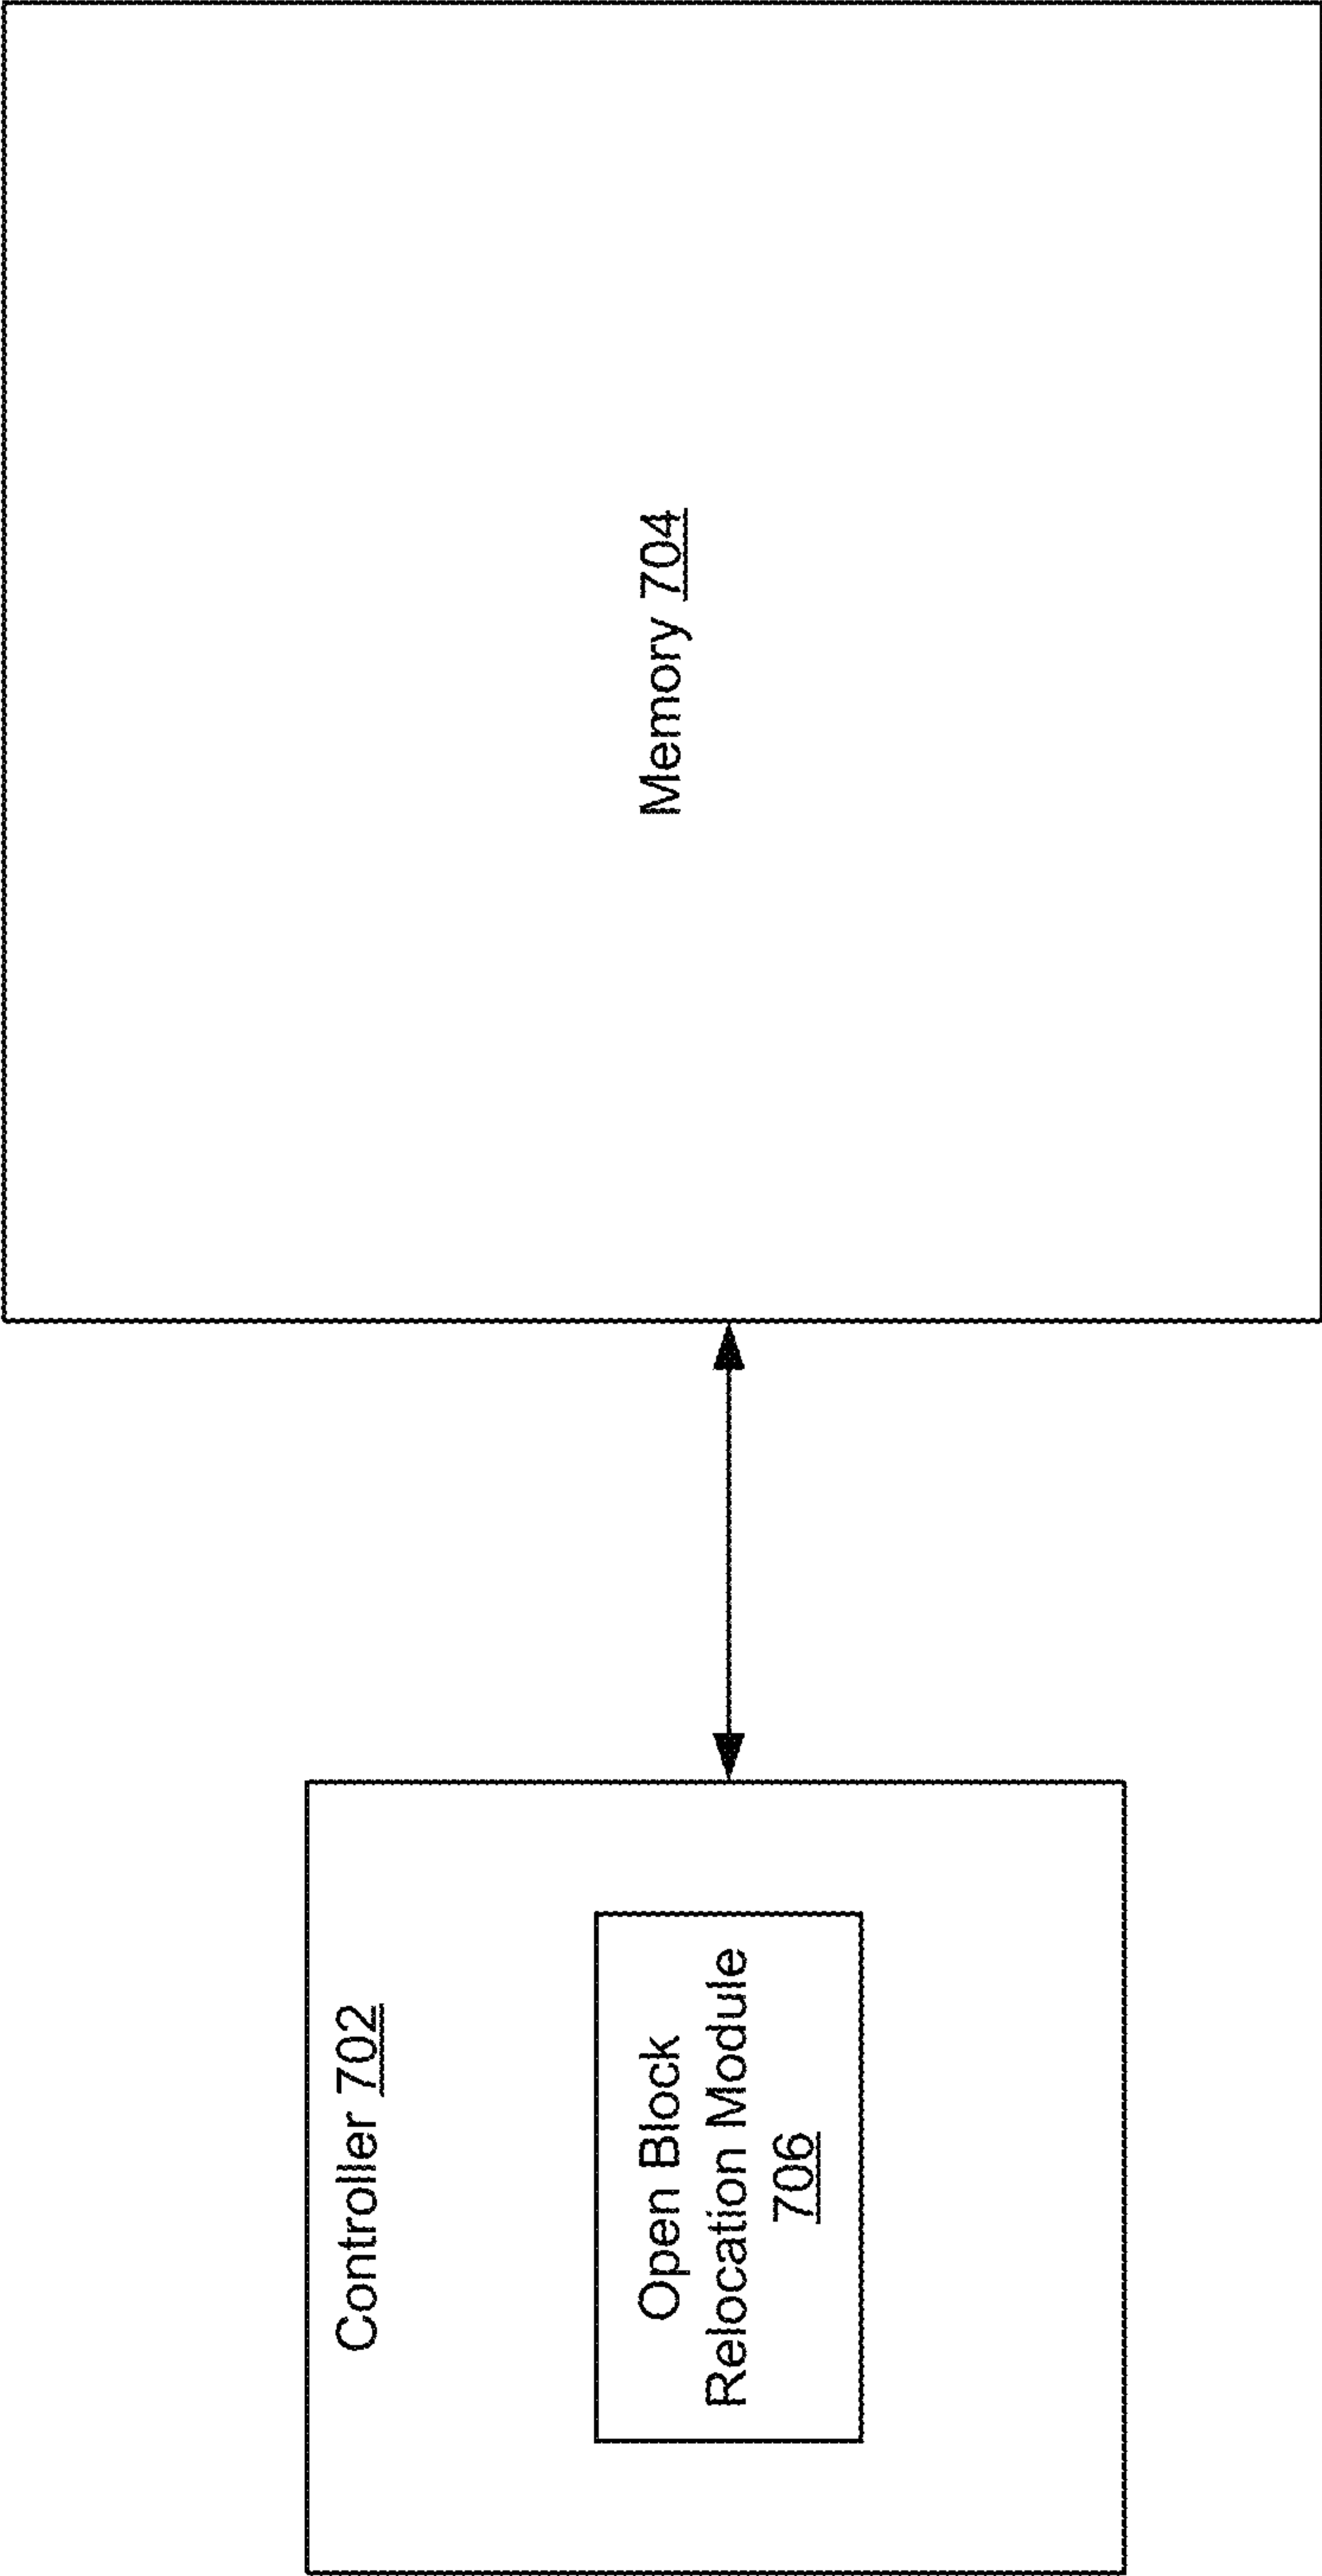 Controller 702
Open Block
Relocation Module
706
Memory 704